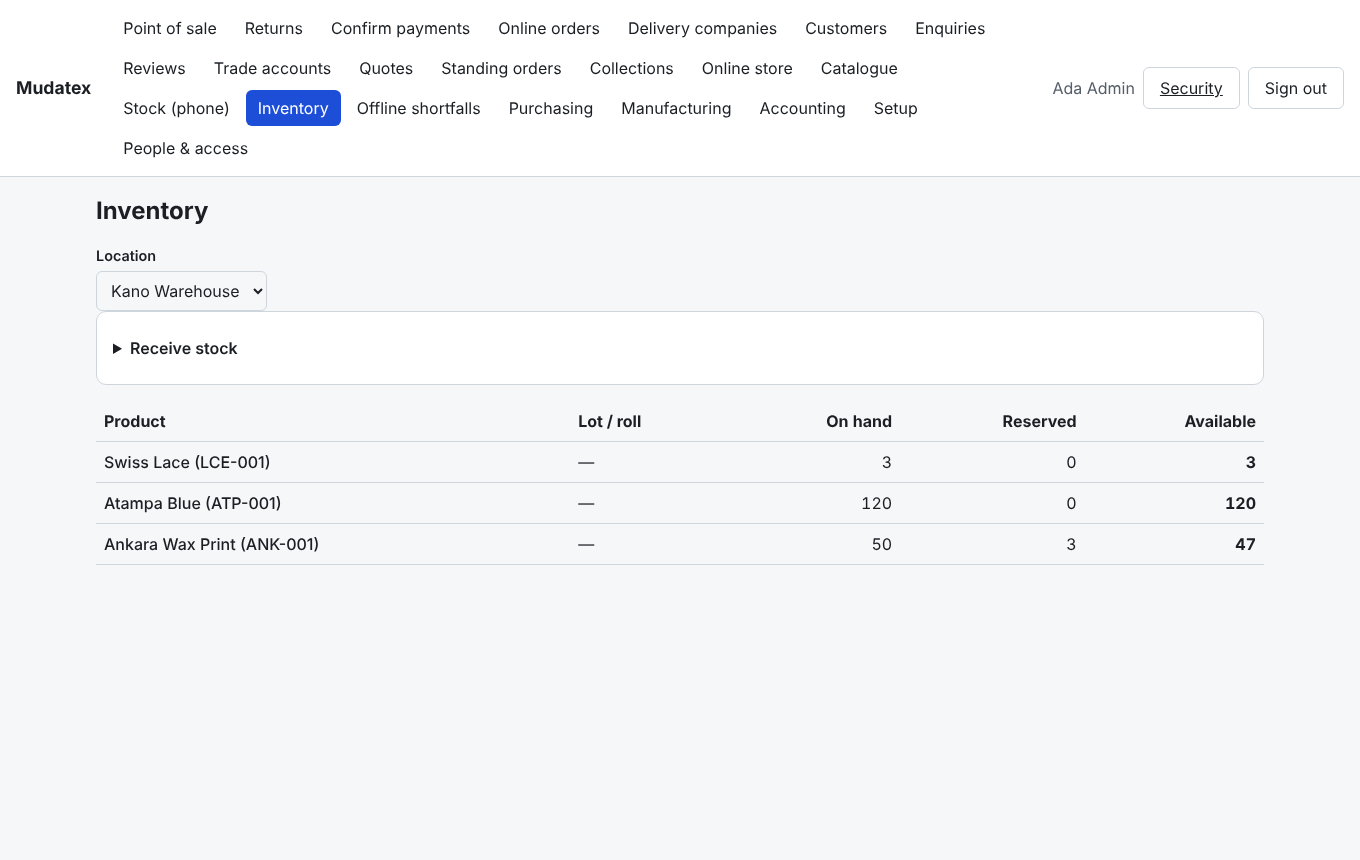 Mudatex
Point of sale Returns Confirm payments Online orders Delivery companies Customers Enquiries
Reviews Trade accounts Quotes Standing orders Collections Online store Catalogue
Stock (phone) Inventory Offline shortfalls Purchasing Manufacturing Accounting Setup
People & access
Ada Admin Security Sign out
Inventory
Location
Kano Warehouse
Receive stock
Product Lot / roll On hand Reserved Available
Swiss Lace (LCE-001) — 3 0 3
Atampa Blue (ATP-001) — 120 0 120
Ankara Wax Print (ANK-001) — 50 3 47